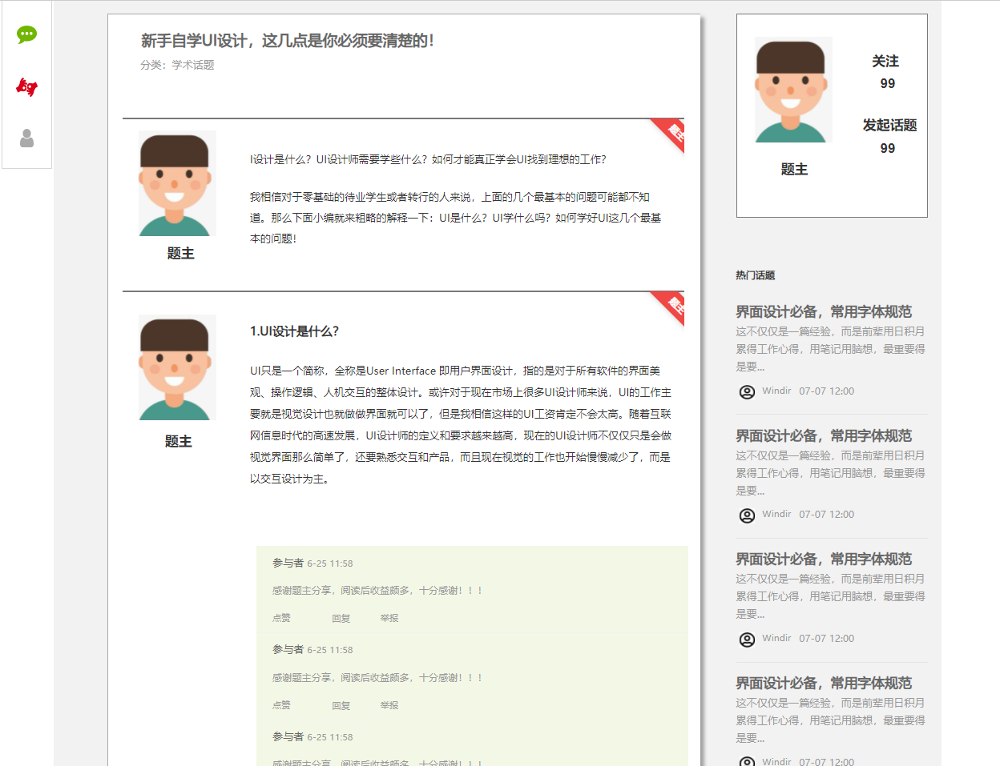 新手自学UI设计，这几点是你必须要清楚的！
分类：学术话题
题主
I设计是什么？UI设计师需要学些什么？如何才能真正学会UI找到理想的工作？
我相信对于零基础的待业学生或者转行的人来说，上面的几个最基本的问题可能都不知
道。那么下面小编就来粗略的解释一下：UI是什么？UI学什么吗？如何学好UI这几个最基
本的问题！
题主
题主
1.UI设计是什么？
UI只是一个简称，全称是User Interface 即用户界面设计，指的是对于所有软件的界面美
观、操作逻辑、人机交互的整体设计。或许对于现在市场上很多UI设计师来说，UI的工作主
要就是视觉设计也就做做界面就可以了，但是我相信这样的UI工资肯定不会太高。随着互联
网信息时代的高速发展，UI设计师的定义和要求越来越高，现在的UI设计师不仅仅只是会做
视觉界面那么简单了，还要熟悉交互和产品，而且现在视觉的工作也开始慢慢减少了，而是
以交互设计为主。
题主
参与者 6-25 11:58
感谢题主分享，阅读后收益颇多，十分感谢！！！
点赞 回复 举报
参与者 6-25 11:58
感谢题主分享，阅读后收益颇多，十分感谢！！！
点赞 回复 举报
参与者 6-25 11:58
感谢题主分享，阅读后收益颇多，十分感谢！！！
关注
99
发起话题
99
题主
热门话题
界面设计必备，常用字体规范
这不仅仅是一篇经验，而是前辈用日积月
累得工作心得，用笔记用脑想，最重要得
是要...
Windir 07-07 12:00
界面设计必备，常用字体规范
这不仅仅是一篇经验，而是前辈用日积月
累得工作心得，用笔记用脑想，最重要得
是要...
Windir 07-07 12:00
界面设计必备，常用字体规范
这不仅仅是一篇经验，而是前辈用日积月
累得工作心得，用笔记用脑想，最重要得
是要...
Windir 07-07 12:00
界面设计必备，常用字体规范
这不仅仅是一篇经验，而是前辈用日积月
累得工作心得，用笔记用脑想，最重要得
是要...
Windir 07-07 12:00